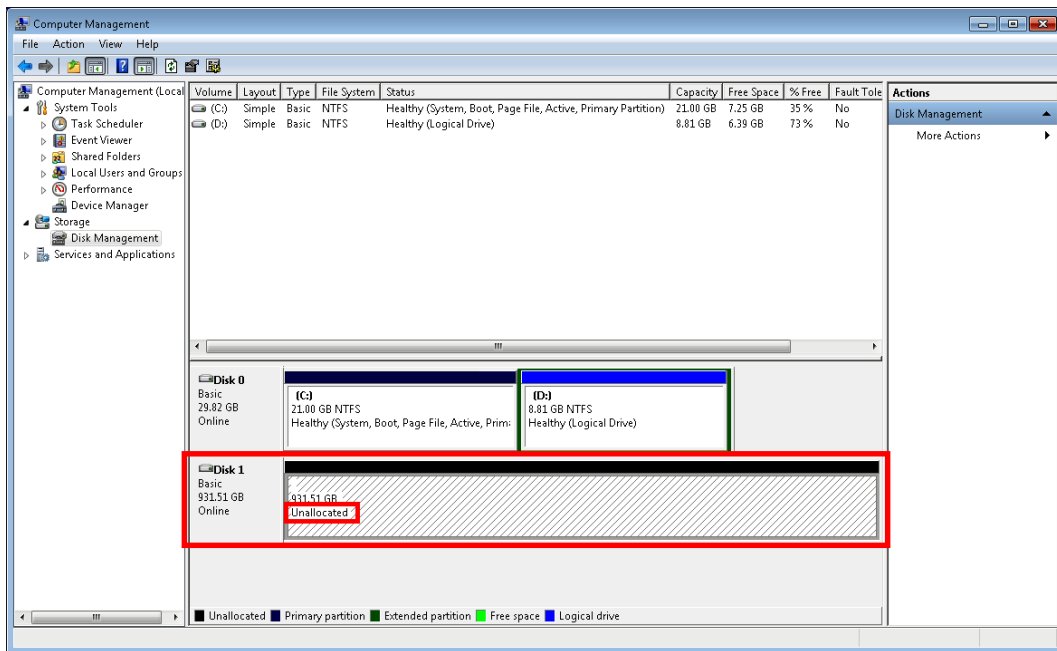 Computer Management
File Action View Help
Computer Management (Local
System Tools
Task Scheduler
Event Viewer
Shared Folders
Local Users and Groups
Performance
Device Manager
Storage
Disk Management
Services and Applications
Volume Layout Type File System Status Capacity Free Space % Free Fault Tole
(C:) Simple Basic NTFS Healthy (System, Boot, Page File, Active, Primary Partition) 21.00 GB 7.25 GB 35 % No
(D:) Simple Basic NTFS Healthy (Logical Drive) 8.81 GB 6.39 GB 73 % No
Disk 0
Basic
29.82 GB
Online
(C:)
21.00 GB NTFS
Healthy (System, Boot, Page File, Active, Prim
(D:)
8.81 GB NTFS
Healthy (Logical Drive)
Disk 1
Basic
931.51 GB
Online
931.51 GB
Unallocated
Unallocated Primary partition Extended partition Free space Logical drive
Actions
Disk Management
More Actions